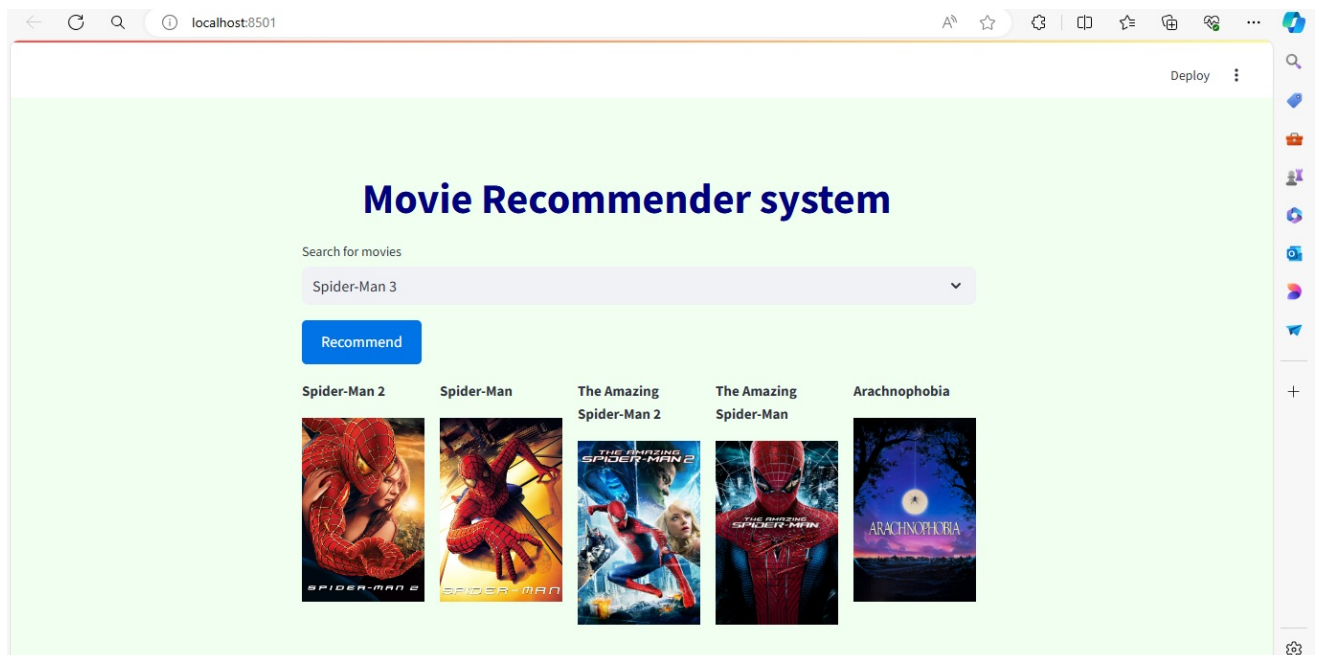 localhost:8501
Deploy
Movie Recommender system
Search for movies
Spider-Man 3
Recommend
Spider-Man 2
Spider-Man
The Amazing
Spider-Man 2
The Amazing
Spider-Man
Arachnophobia
SPIDER-MAN 2
SPIDER-MAN
THE AMAZING
SPIDER-MAN 2
THE AMAZING
SPIDER-MAN
ARACHNOPHOBIA